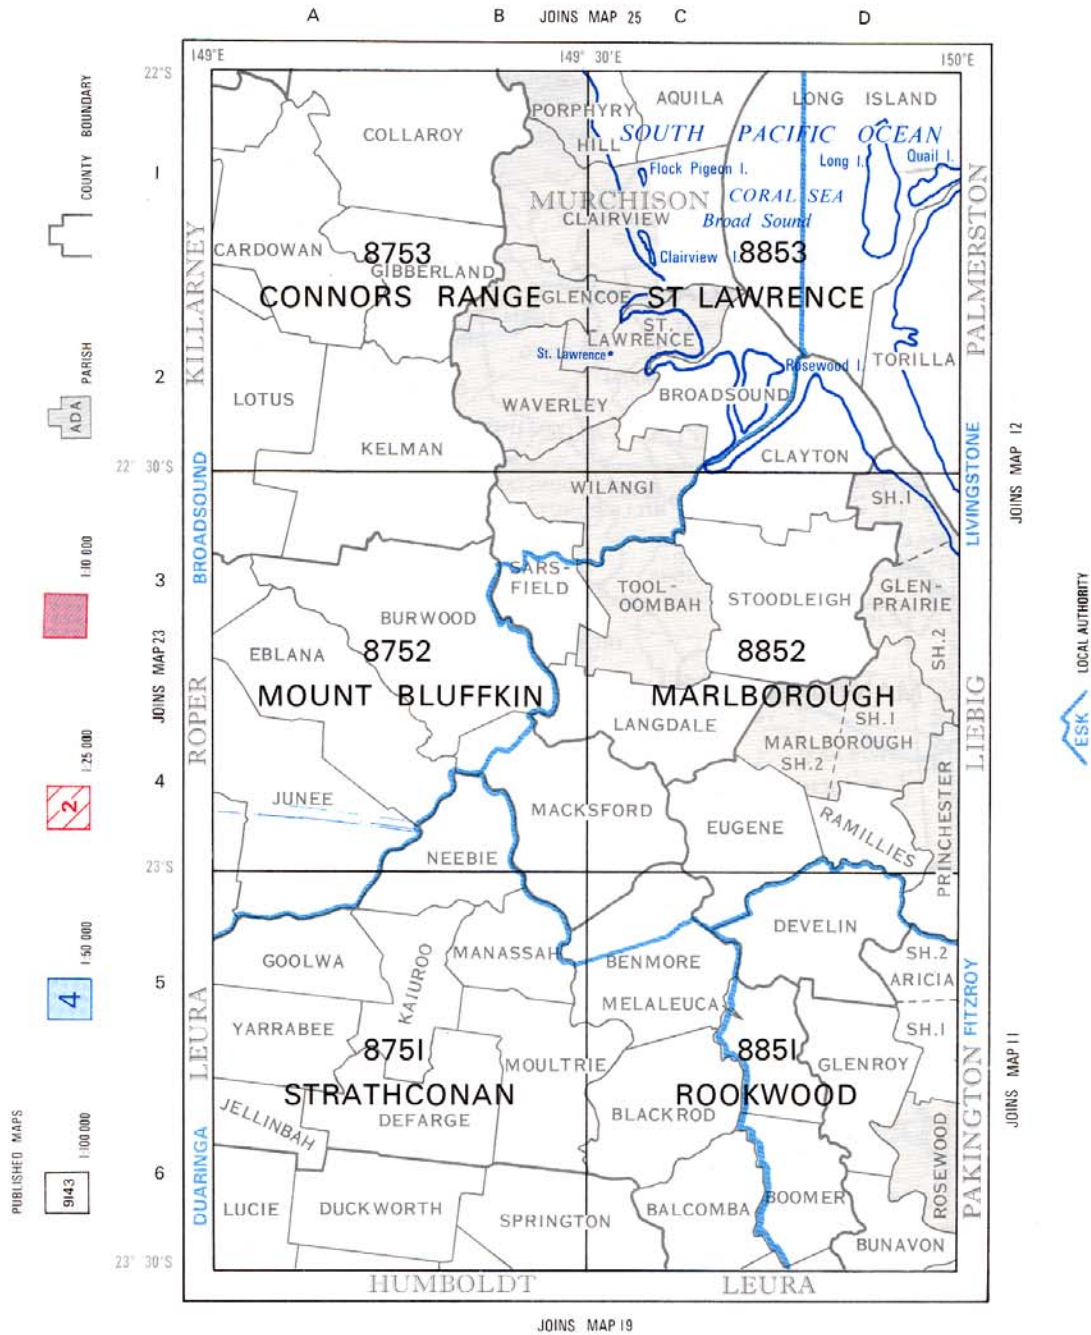 A B JOINS MAP 25 C D
149°E 149° 30'E 150°E
22°S
PORPHYRY
HILL
AQUILA
LONG ISLAND
COLLAROY
SOUTH PACIFIC OCEAN
Long I.
Quail I.
Flock Pigeon I.
1
MURCHISON
CORAL SEA
CLAIRVIEW
Broad Sound
CARDOWAN
8753
GIBBERLAND
Clairview I.
8853
CONNORS RANGE
GLENCOE
ST LAWRENCE
KILLARNEY
PALMERSTON
ST.
LAWRENCE
St. Lawrence
Rosewood I.
TORILLA
2
LOTUS
WAVERLEY
BROADSOUND
KELMAN
CLAYTON
22° 30'S
BROADSOUND
LIVINGSTONE
JOINS MAP 12
WILANGI
SH.1
3
SARS-
FIELD
TOOL-
OOMBAH
STOODLEIGH
GLEN-
PRAIRIE
BURWOOD
EBLANA
8752
8852
SH.2
MOUNT BLUFFKIN
MARLBOROUGH
JOINS MAP 23
ROPER
LIEBIG
LANGDALE
SH.1
MARLBOROUGH
SH.2
4
JUNEE
MACKSFORD
EUGENE
RAMILLIES
PRINCHESTER
NEEBIE
23°S
DEVELIN
GOOLWA
KAIUROO
MANASSAH
BENMORE
SH.2
ARICIA
5
MELALEUCA
YARRABEE
SH.1
LEURA
FITZROY
PAKINGTON
JOINS MAP 11
8751
MOULTRIE
8851
GLENROY
STRATHCONAN
ROOKWOOD
JELLINBAH
DEFARGE
BLACKROD
6
DUARINGA
ROSEWOOD
LUCIE
DUCKWORTH
SPRINGTON
BALCOMBA
BOOMER
BUNAVON
23° 30'S
HUMBOLDT LEURA
JOINS MAP 19
COUNTY BOUNDARY
ADA
PARISH
1:10 000
2
1:25 000
4
1:50 000
9143
1:100 000
PUBLISHED MAPS
ESK
LOCAL AUTHORITY